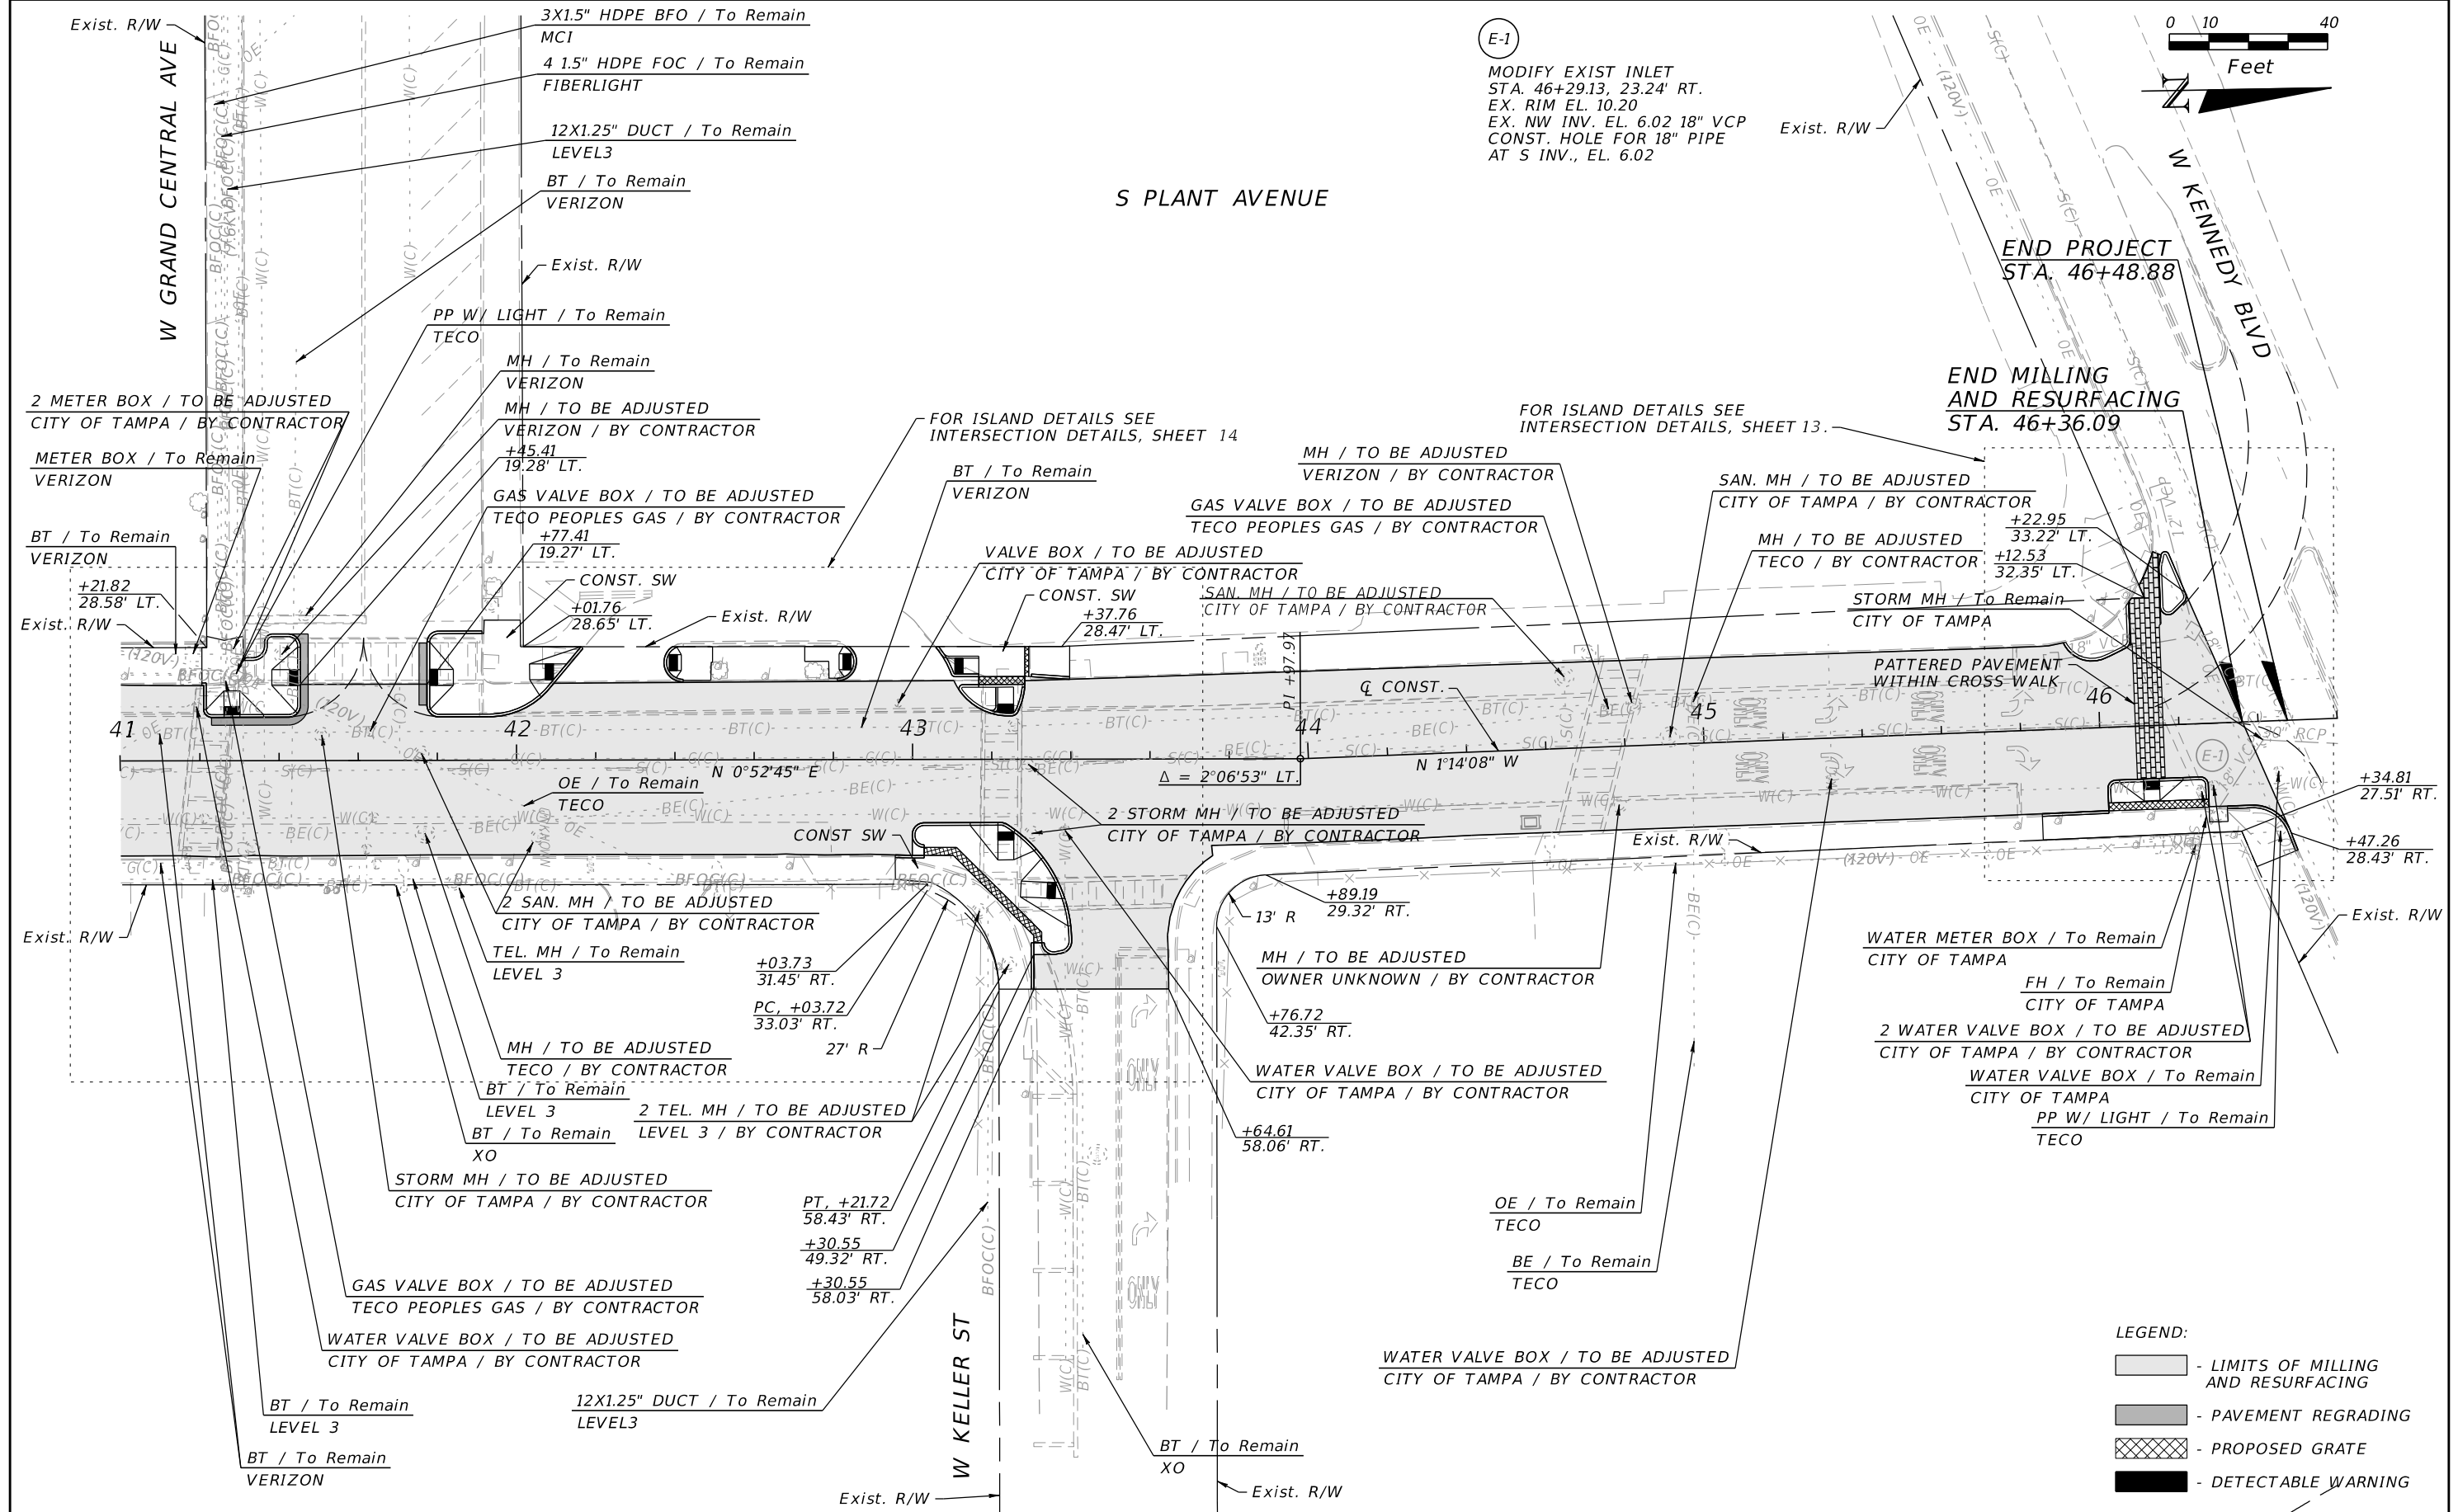 Exist. R/W
W GRAND CENTRAL AVE
3X1.5" HDPE BFO / To Remain
MCI
4 1.5" HDPE FOC / To Remain
FIBERLIGHT
12X1.25" DUCT / To Remain
LEVEL3
BT / To Remain
VERIZON
Exist. R/W
PP W/ LIGHT / To Remain
TECO
MH / To Remain
VERIZON
MH / TO BE ADJUSTED
VERIZON / BY CONTRACTOR
+45.41
19.28' LT.
GAS VALVE BOX / TO BE ADJUSTED
TECO PEOPLES GAS / BY CONTRACTOR
+77.41
19.27' LT.
CONST. SW
+01.76
28.65' LT.
Exist. R/W
2 METER BOX / TO BE ADJUSTED
CITY OF TAMPA / BY CONTRACTOR
METER BOX / To Remain
VERIZON
BT / To Remain
VERIZON
+21.82
28.58' LT.
Exist. R/W
S PLANT AVENUE
E-1
MODIFY EXIST INLET
STA. 46+29.13, 23.24' RT.
EX. RIM EL. 10.20
EX. NW INV. EL. 6.02 18" VCP
CONST. HOLE FOR 18" PIPE
AT S INV., EL. 6.02
Exist. R/W
0 10 40
Feet
N
W KENNEDY BLVD
END PROJECT
STA. 46+48.88
END MILLING
AND RESURFACING
STA. 46+36.09
FOR ISLAND DETAILS SEE
INTERSECTION DETAILS, SHEET 14
FOR ISLAND DETAILS SEE
INTERSECTION DETAILS, SHEET 13.
BT / To Remain
VERIZON
VALVE BOX / TO BE ADJUSTED
CITY OF TAMPA / BY CONTRACTOR
CONST. SW
+37.76
28.47' LT.
MH / TO BE ADJUSTED
VERIZON / BY CONTRACTOR
GAS VALVE BOX / TO BE ADJUSTED
TECO PEOPLES GAS / BY CONTRACTOR
SAN. MH / TO BE ADJUSTED
CITY OF TAMPA / BY CONTRACTOR
SAN. MH / TO BE ADJUSTED
CITY OF TAMPA / BY CONTRACTOR
MH / TO BE ADJUSTED
TECO / BY CONTRACTOR
+22.95
33.22' LT.
+12.53
32.35' LT.
STORM MH / To Remain
CITY OF TAMPA
PATTERED PAVEMENT
WITHIN CROSS WALK
PI +97.97
℄ CONST.
41
42
43
44
45
46
N 0°52'45" E
Δ = 2°06'53" LT.
N 1°14'08" W
E-1
OE / To Remain
TECO
CONST SW
2 STORM MH / TO BE ADJUSTED
CITY OF TAMPA / BY CONTRACTOR
Exist. R/W
+34.81
27.51' RT.
+47.26
28.43' RT.
Exist. R/W
Exist. R/W
2 SAN. MH / TO BE ADJUSTED
CITY OF TAMPA / BY CONTRACTOR
TEL. MH / To Remain
LEVEL 3
+03.73
31.45' RT.
PC, +03.72
33.03' RT.
27' R
13' R
+89.19
29.32' RT.
MH / TO BE ADJUSTED
OWNER UNKNOWN / BY CONTRACTOR
+76.72
42.35' RT.
WATER METER BOX / To Remain
CITY OF TAMPA
FH / To Remain
CITY OF TAMPA
2 WATER VALVE BOX / TO BE ADJUSTED
CITY OF TAMPA / BY CONTRACTOR
WATER VALVE BOX / To Remain
CITY OF TAMPA
PP W/ LIGHT / To Remain
TECO
MH / TO BE ADJUSTED
TECO / BY CONTRACTOR
BT / To Remain
LEVEL 3
BT / To Remain
XO
2 TEL. MH / TO BE ADJUSTED
LEVEL 3 / BY CONTRACTOR
WATER VALVE BOX / TO BE ADJUSTED
CITY OF TAMPA / BY CONTRACTOR
+64.61
58.06' RT.
STORM MH / TO BE ADJUSTED
CITY OF TAMPA / BY CONTRACTOR
PT, +21.72
58.43' RT.
+30.55
49.32' RT.
+30.55
58.03' RT.
OE / To Remain
TECO
BE / To Remain
TECO
GAS VALVE BOX / TO BE ADJUSTED
TECO PEOPLES GAS / BY CONTRACTOR
WATER VALVE BOX / TO BE ADJUSTED
CITY OF TAMPA / BY CONTRACTOR
WATER VALVE BOX / TO BE ADJUSTED
CITY OF TAMPA / BY CONTRACTOR
12X1.25" DUCT / To Remain
LEVEL3
BT / To Remain
LEVEL 3
BT / To Remain
VERIZON
W KELLER ST
BT / To Remain
XO
Exist. R/W
Exist. R/W
LEGEND:
- LIMITS OF MILLING
AND RESURFACING
- PAVEMENT REGRADING
- PROPOSED GRATE
- DETECTABLE WARNING